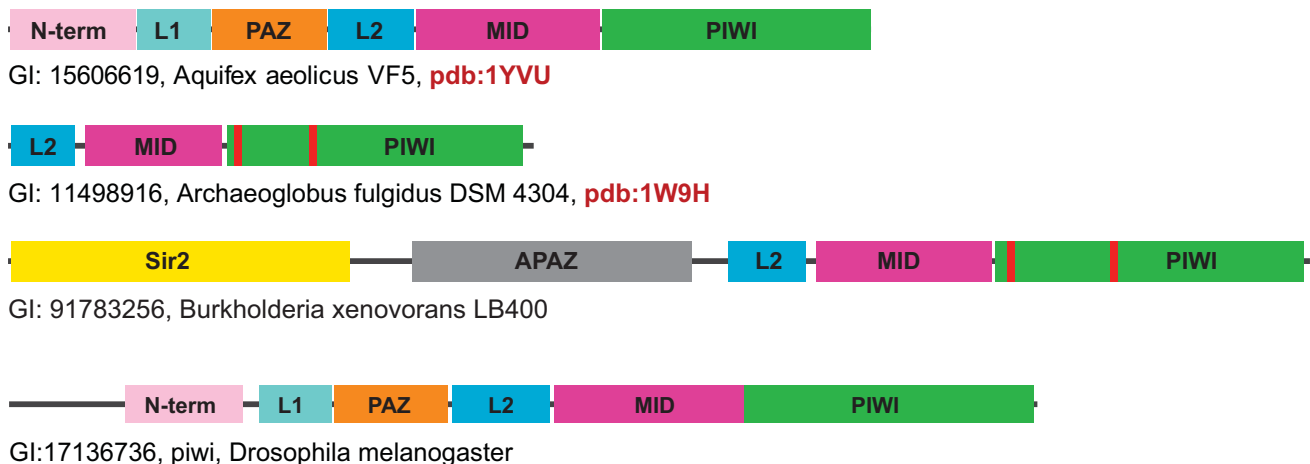 N-term L1 PAZ L2 MID PIWI
GI: 15606619, Aquifex aeolicus VF5, pdb:1YVU
L2 MID PIWI
GI: 11498916, Archaeoglobus fulgidus DSM 4304, pdb:1W9H
Sir2 APAZ L2 MID PIWI
GI: 91783256, Burkholderia xenovorans LB400
N-term L1 PAZ L2 MID PIWI
GI:17136736, piwi, Drosophila melanogaster